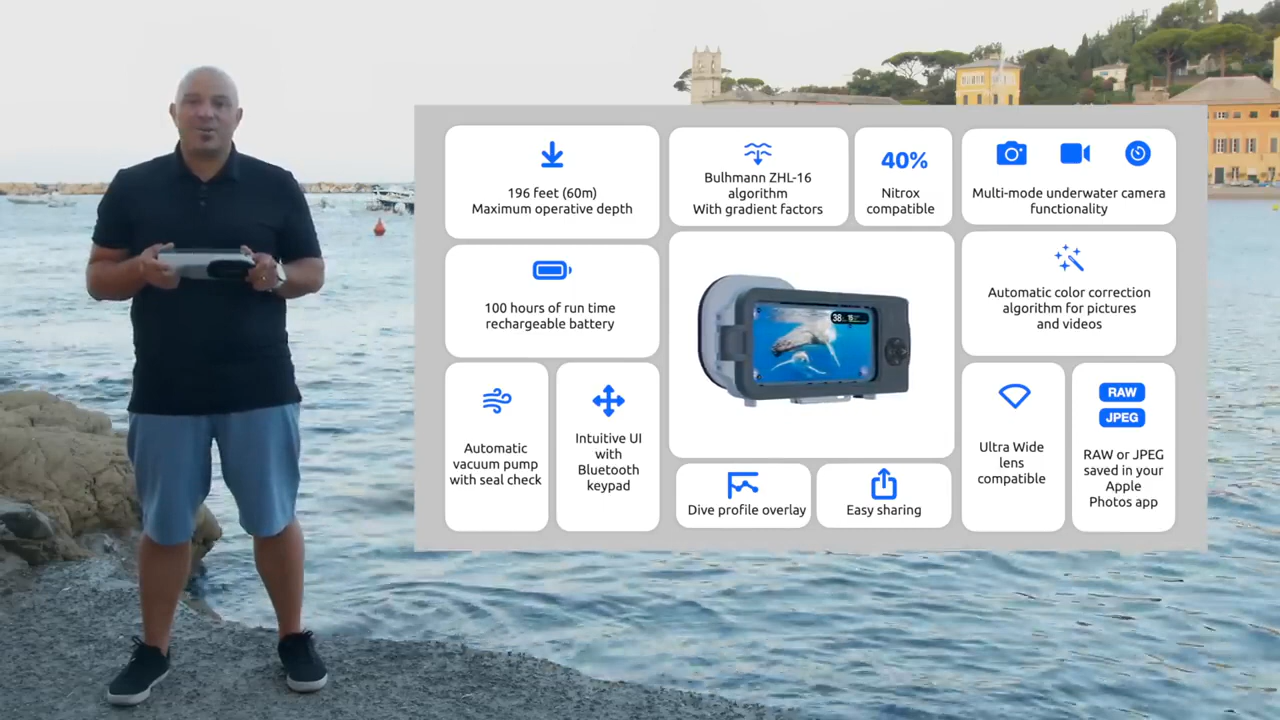 196 feet (60m)
Maximum operative depth
Bulhmann ZHL-16
algorithm
With gradient factors
40%
Nitrox
compatible
Multi-mode underwater camera
functionality
100 hours of run time
rechargeable battery
38
15
Automatic color correction
algorithm for pictures
and videos
Automatic
vacuum pump
with seal check
Intuitive UI
with
Bluetooth
keypad
Dive profile overlay
Easy sharing
Ultra Wide
lens
compatible
RAW
JPEG
RAW or JPEG
saved in your
Apple
Photos app